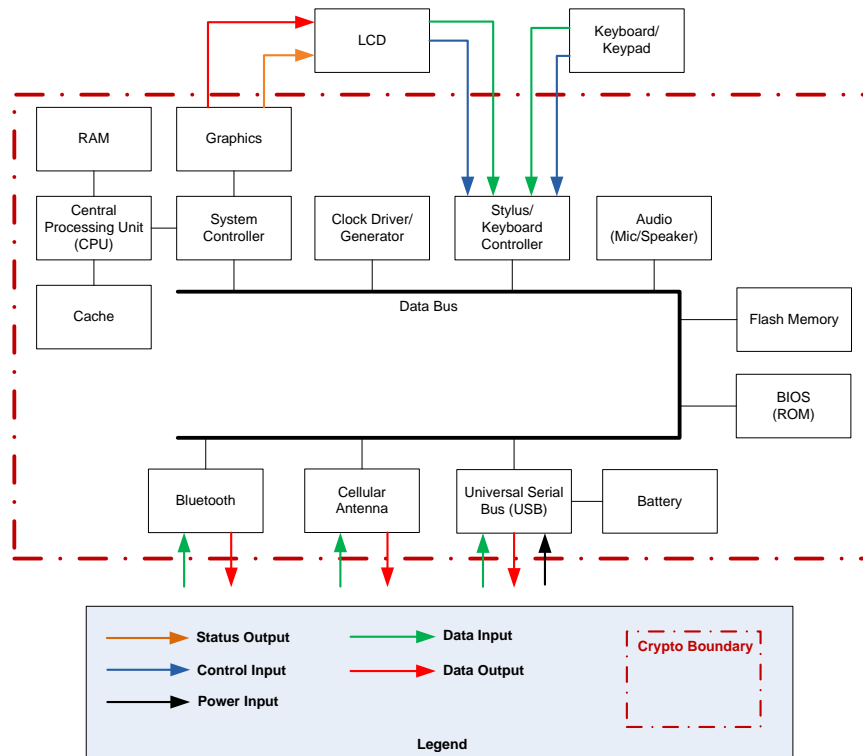 LCD
Keyboard/
Keypad
RAM
Graphics
Central
Processing Unit
(CPU)
System
Controller
Clock Driver/
Generator
Stylus/
Keyboard
Controller
Audio
(Mic/Speaker)
Cache
Data Bus
Flash Memory
BIOS
(ROM)
Bluetooth
Cellular
Antenna
Universal Serial
Bus (USB)
Battery
Status Output
Data Input
Crypto Boundary
Control Input
Data Output
Power Input
Legend